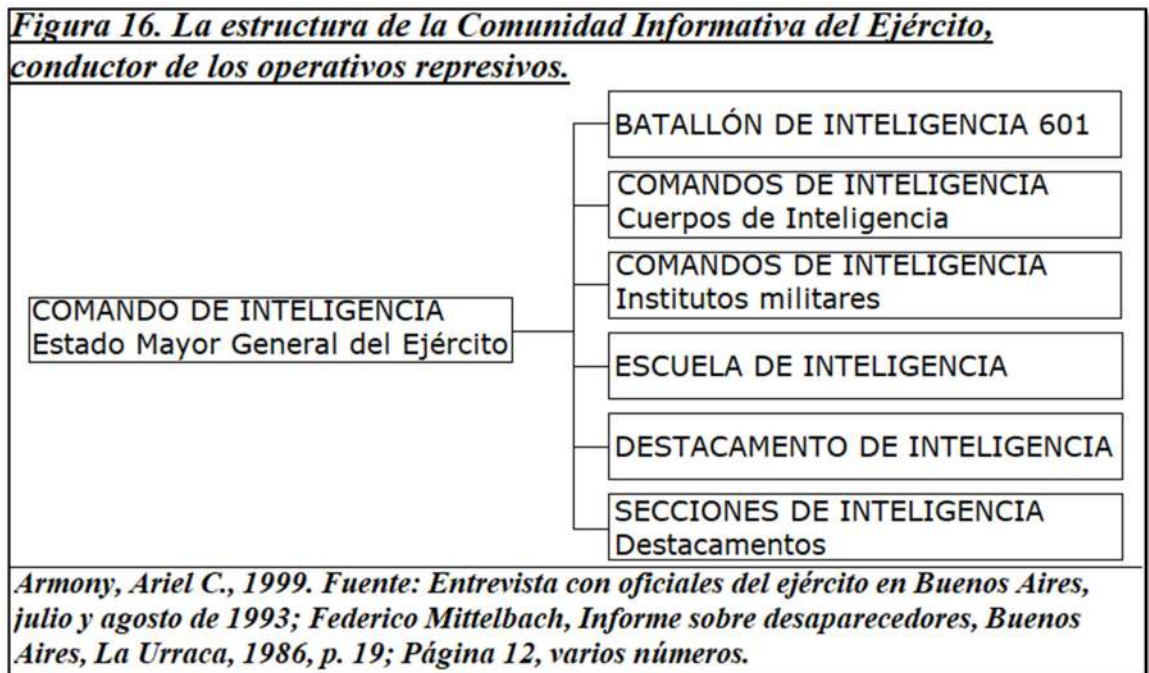 Figura 16. La estructura de la Comunidad Informativa del Ejército,
conductor de los operativos represivos.
BATALLÓN DE INTELIGENCIA 601
COMANDOS DE INTELIGENCIA
Cuerpos de Inteligencia
COMANDOS DE INTELIGENCIA
Institutos militares
COMANDO DE INTELIGENCIA
Estado Mayor General del Ejército
ESCUELA DE INTELIGENCIA
DESTACAMENTO DE INTELIGENCIA
SECCIONES DE INTELIGENCIA
Destacamentos
Armony, Ariel C., 1999. Fuente: Entrevista con oficiales del ejército en Buenos Aires,
julio y agosto de 1993; Federico Mittelbach, Informe sobre desaparecedores, Buenos
Aires, La Urraca, 1986, p. 19; Página 12, varios números.